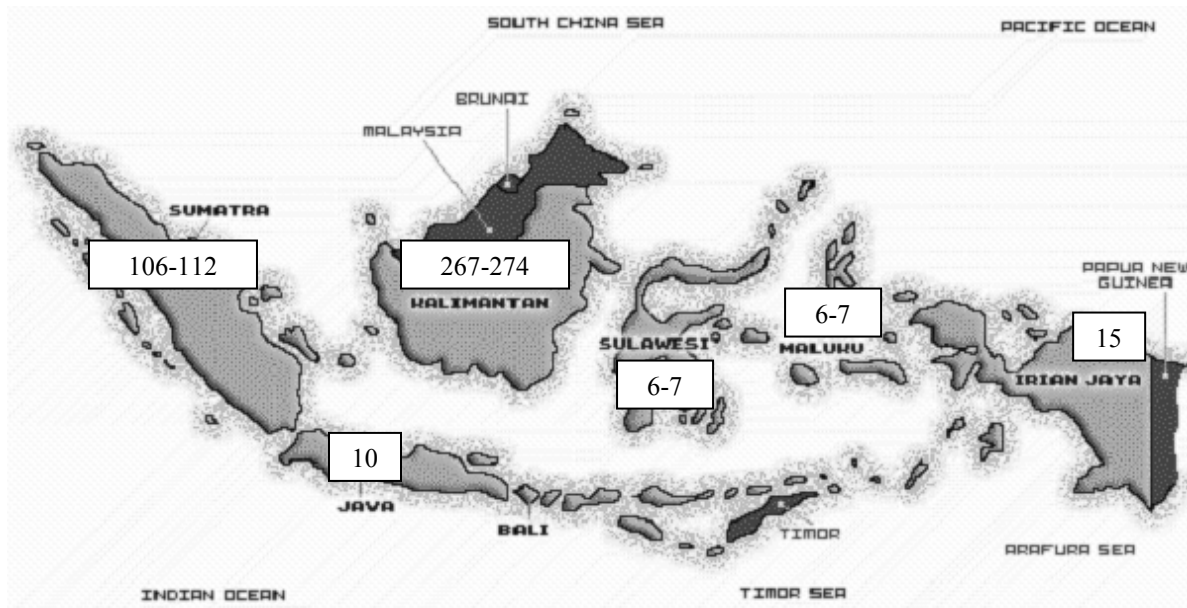 SOUTH CHINA SEA
PACIFIC OCEAN
BRUNAI
MALAYSIA
SUMATRA
106-112
267-274
KALIMANTAN
6-7
PAPUA NEW
GUINEA
15
SULAWESI
MALUKU
6-7
IRIAN JAYA
10
JAVA
BALI
TIMOR
ARAFURA SEA
INDIAN OCEAN
TIMOR SEA